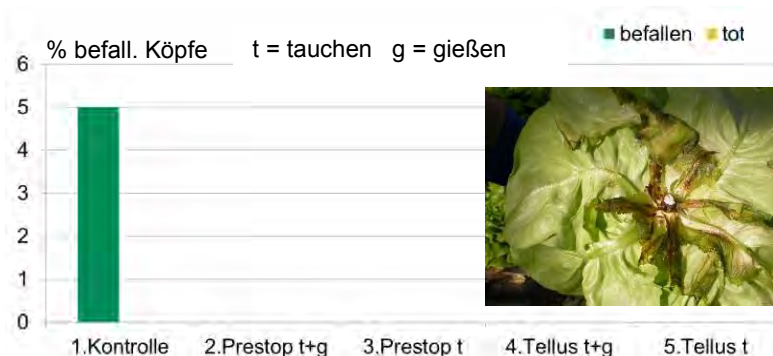 % befall. Köpfe t = tauchen g = gießen
befallen tot
6
5
4
3
2
1
0
1.Kontrolle 2.Prestop t+g 3.Prestop t 4.Tellus t+g 5.Tellus t